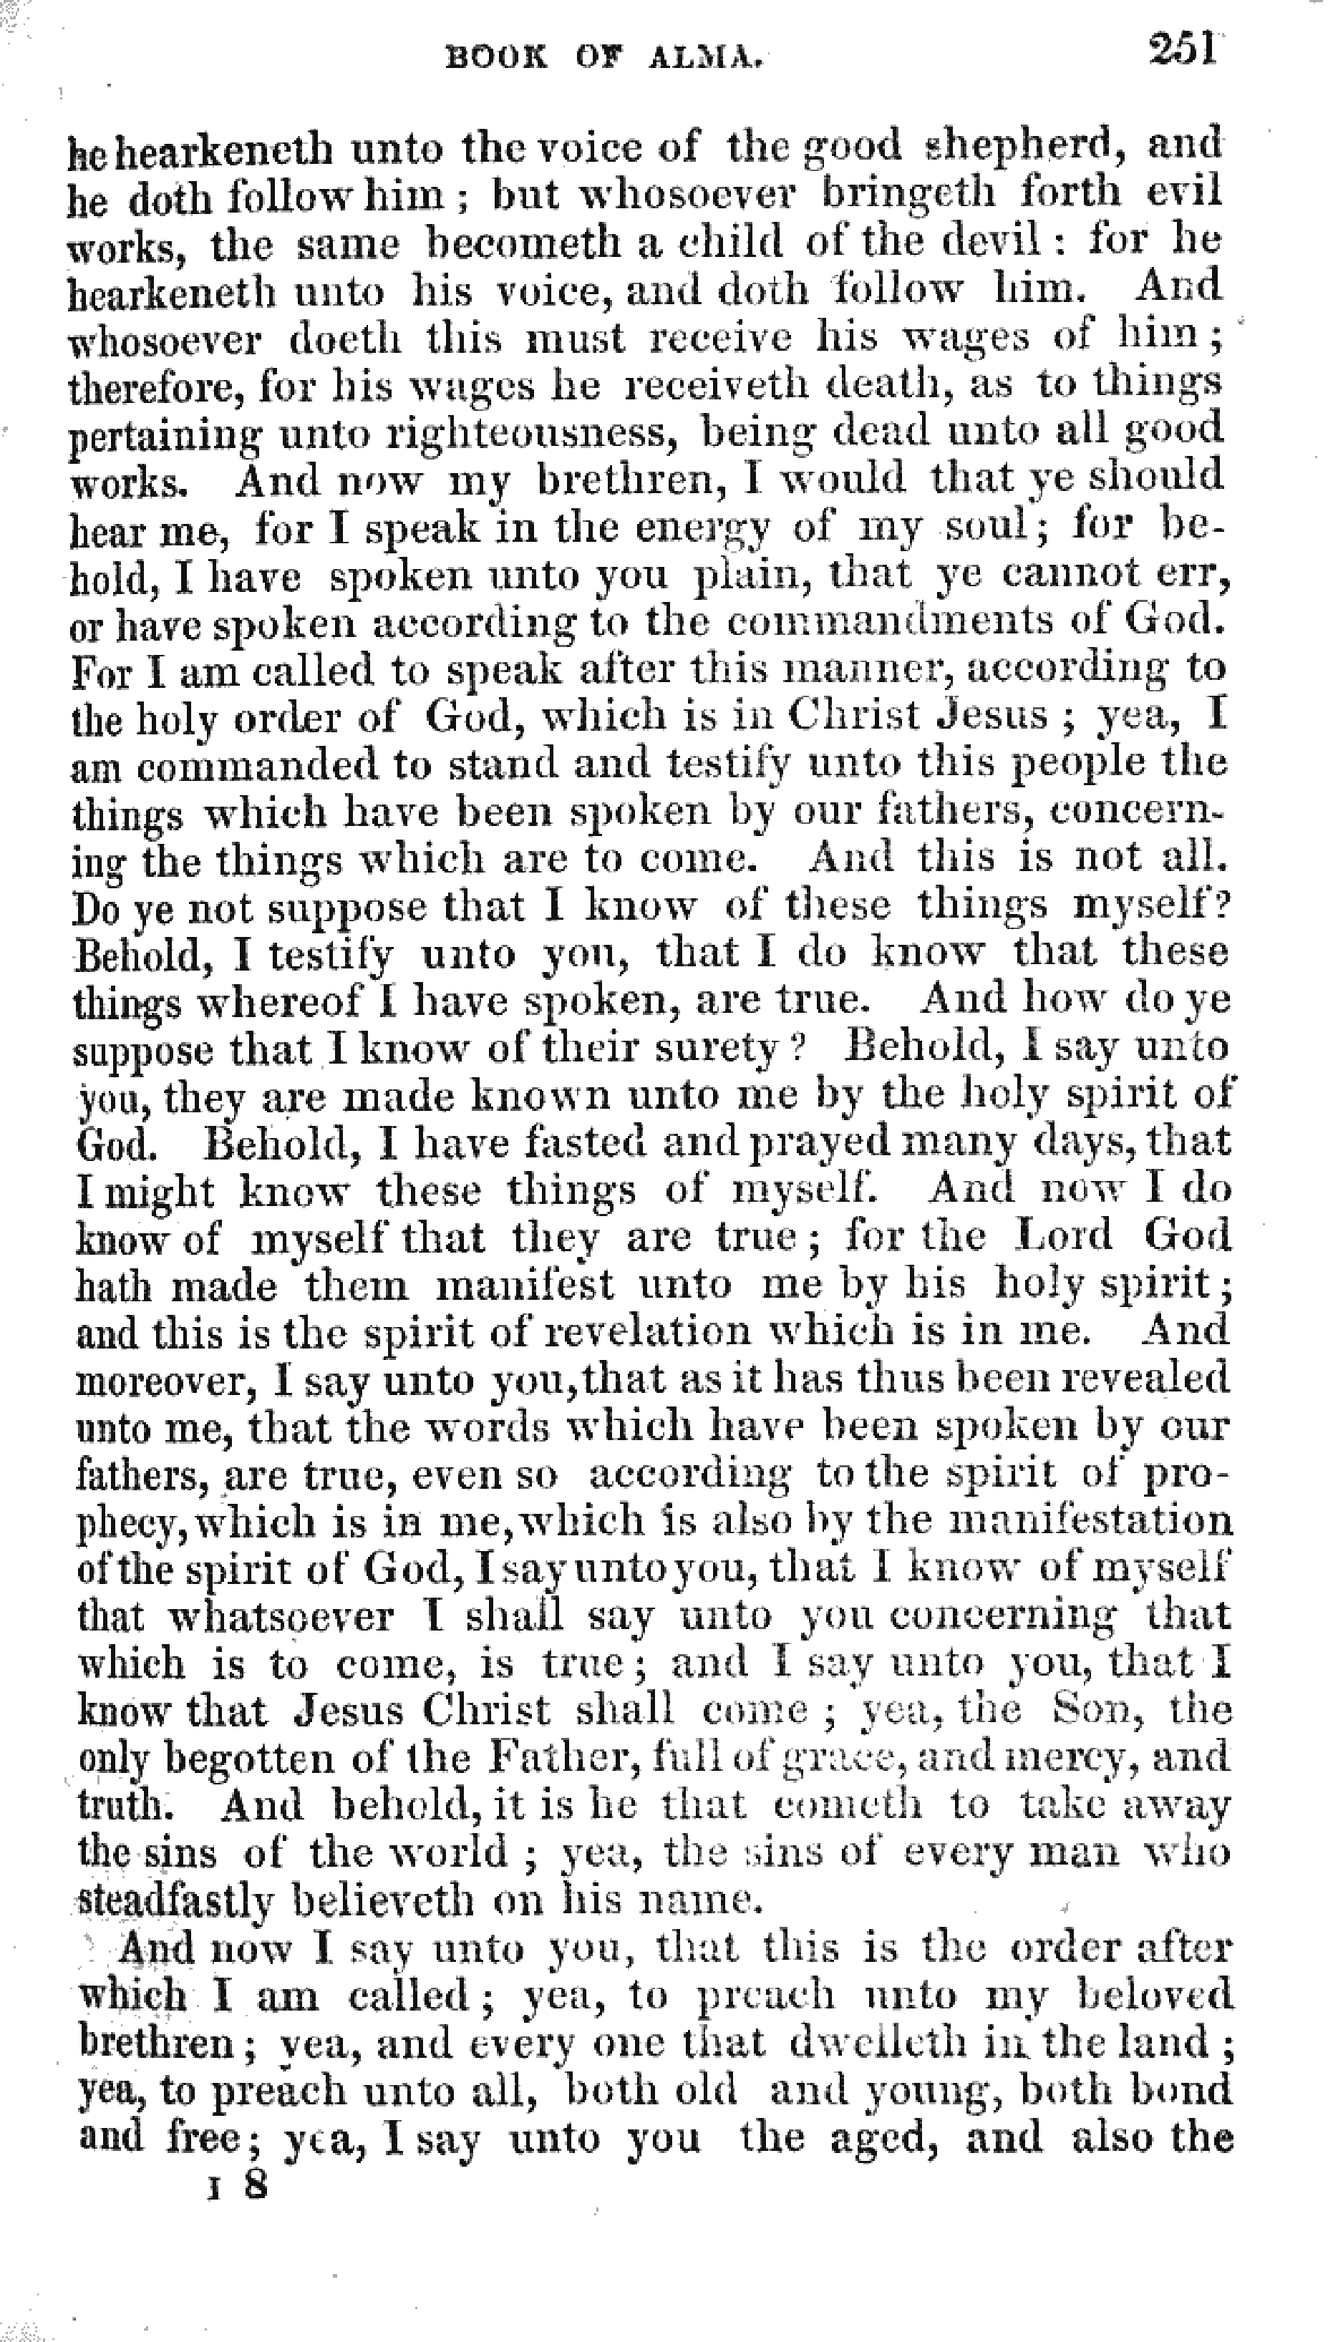 BOOK OF ALMA. 251
he hearkeneth unto the voice of the good shepherd, and
he doth follow him ; but whosoever bringeth forth evil
works, the same becometh a child of the devil : for he
hearkeneth unto his voice, and doth follow him. And
whosoever doeth this must receive his wages of him ;
therefore, for his wages he receiveth death, as to things
pertaining unto righteousness, being dead unto all good
works. And now my brethren, I would that ye should
hear me, for I speak in the energy of my soul; for be-
hold, I have spoken unto you plain, that ye cannot err,
or have spoken according to the commandments of God.
For I am called to speak after this manner, according to
the holy order of God, which is in Christ Jesus ; yea, I
am commanded to stand and testify unto this people the
things which have been spoken by our fathers, concern-
ing the things which are to come. And this is not all.
Do ye not suppose that I know of these things myself?
Behold, I testify unto you, that I do know that these
things whereof I have spoken, are true. And how do ye
suppose that I know of their surety ? Behold, I say unto
you, they are made known unto me by the holy spirit of
God. Behold, I have fasted and prayed many days, that
I might know these things of myself. And now I do
know of myself that they are true ; for the Lord God
hath made them manifest unto me by his holy spirit;
and this is the spirit of revelation which is in me. And
moreover, I say unto you, that as it has thus been revealed
unto me, that the words which have been spoken by our
fathers, are true, even so according to the spirit of pro-
phecy, which is in me, which is also by the manifestation
of the spirit of God, I say unto you, that I know of myself
that whatsoever I shall say unto you concerning that
which is to come, is true; and I say unto you, that I
know that Jesus Christ shall come ; yea, the Son, the
only begotten of the Father, full of grace, and mercy, and
truth. And behold, it is he that cometh to take away
the sins of the world ; yea, the sins of every man who
steadfastly believeth on his name.
And now I say unto you, that this is the order after
which I am called; yea, to preach unto my beloved
brethren; yea, and every one that dwelleth in the land ;
yea, to preach unto all, both old and young, both bond
and free; yea, I say unto you the aged, and also the
I 8